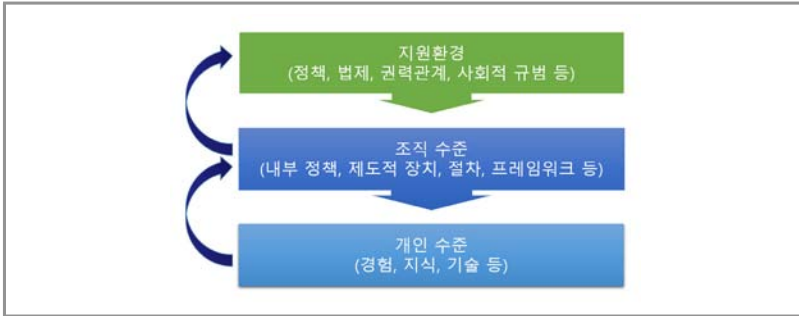 지원환경
(정책, 법제, 권력관계, 사회적 규범 등)
조직 수준
(내부 정책, 제도적 장치, 절차, 프레임워크 등)
개인 수준
(경험, 지식, 기술 등)